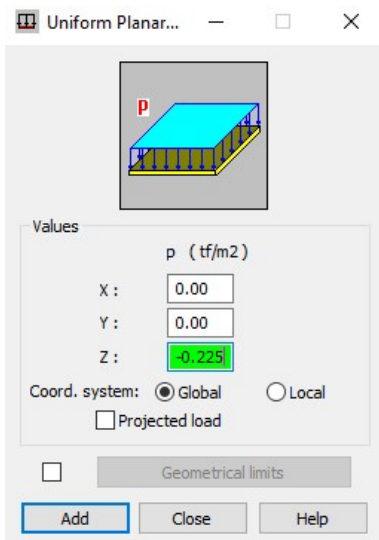 Uniform Planar...
p
Values
p (tf/m2)
X : 0.00
Y : 0.00
Z : -0.225
Coord. system: Global Local
Projected load
Geometrical limits
Add Close Help